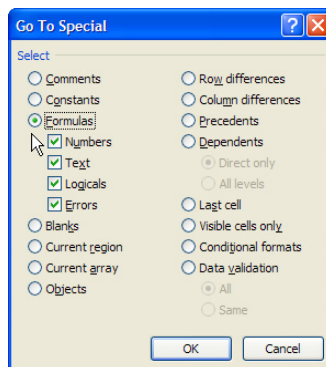 Go To Special
Select
Comments
Constants
Formulas
Numbers
Text
Logicals
Errors
Blanks
Current region
Current array
Objects
Row differences
Column differences
Precedents
Dependents
Direct only
All levels
Last cell
Visible cells only
Conditional formats
Data validation
All
Same
OK
Cancel